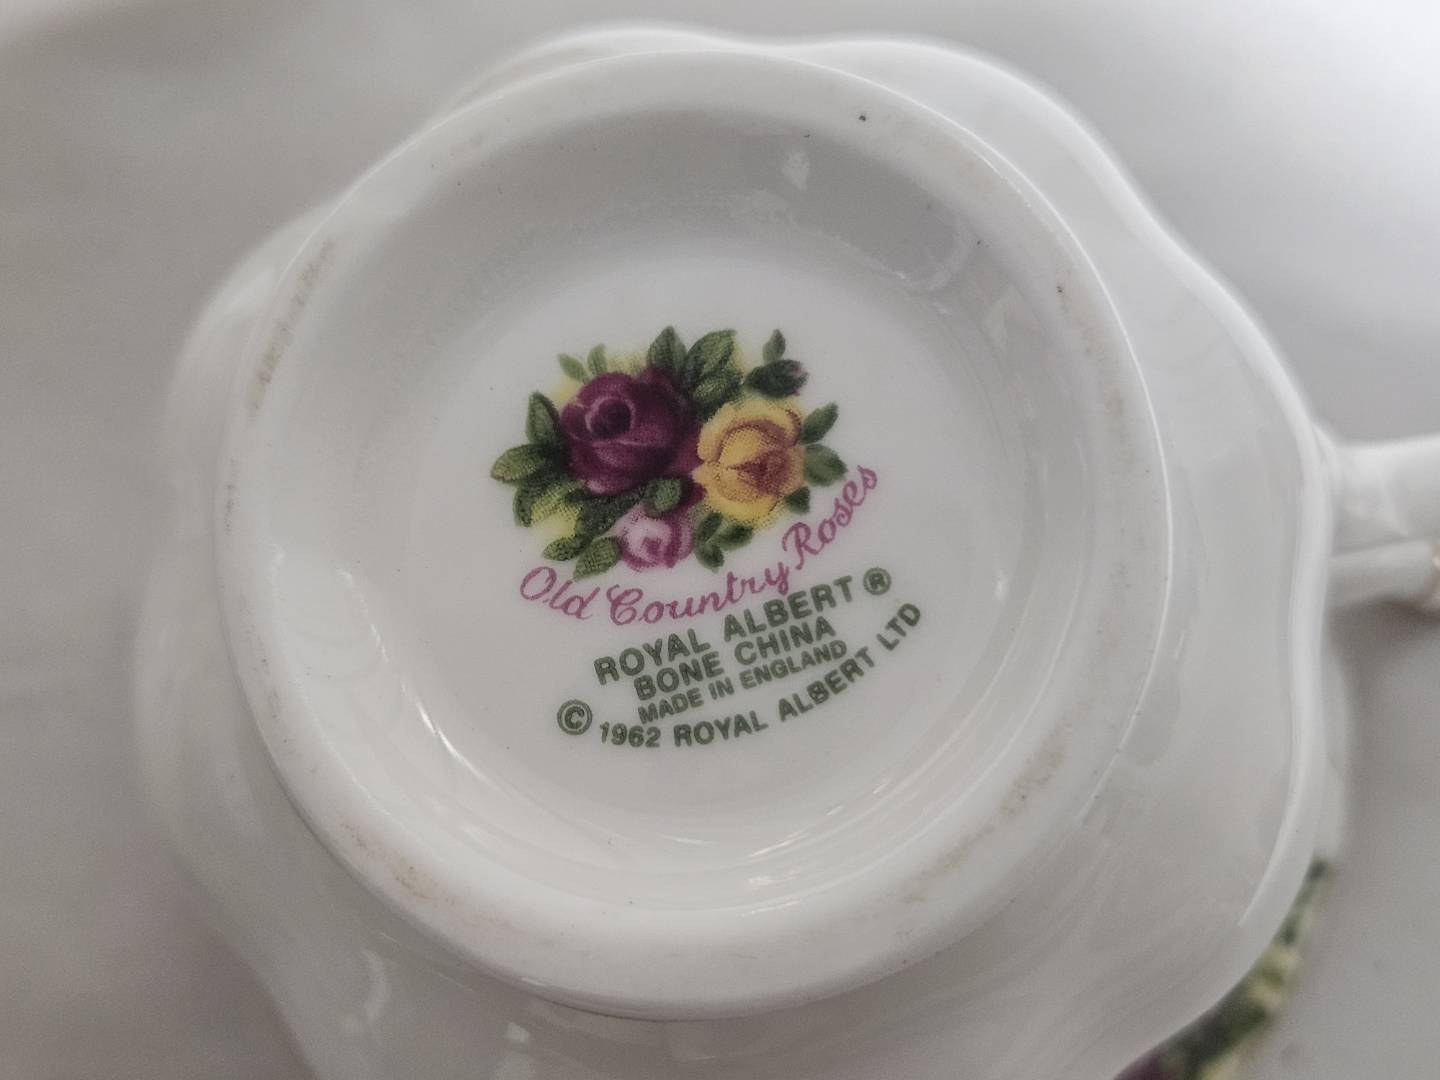 Old Country Roses
ROYAL ALBERT ®
BONE CHINA
MADE IN ENGLAND
© 1962 ROYAL ALBERT LTD